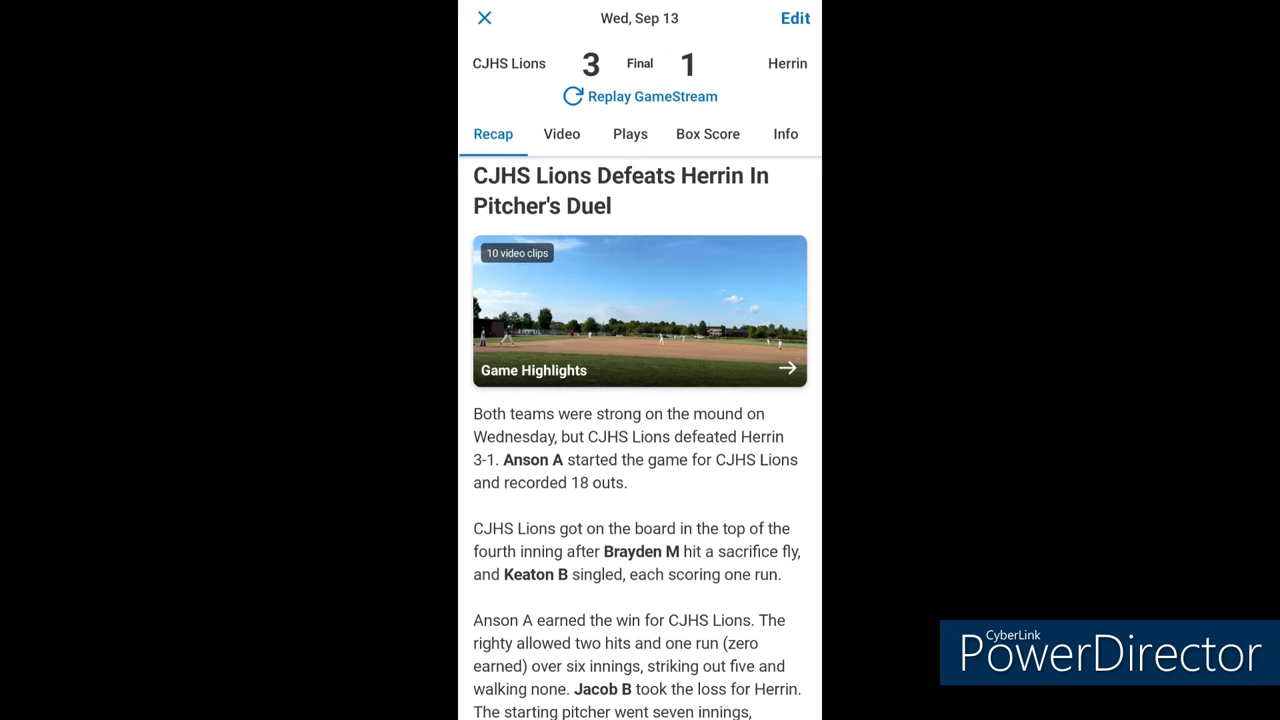 Wed, Sep 13
Edit
CJHS Lions 3 Final 1 Herrin
Replay GameStream
Recap Video Plays Box Score Info
CJHS Lions Defeats Herrin In
Pitcher's Duel
10 video clips
Game Highlights
Both teams were strong on the mound on
Wednesday, but CJHS Lions defeated Herrin
3-1. Anson A started the game for CJHS Lions
and recorded 18 outs.
CJHS Lions got on the board in the top of the
fourth inning after Brayden M hit a sacrifice fly,
and Keaton B singled, each scoring one run.
Anson A earned the win for CJHS Lions. The
righty allowed two hits and one run (zero
earned) over six innings, striking out five and
walking none. Jacob B took the loss for Herrin.
The starting pitcher went seven innings,
CyberLink
PowerDirector